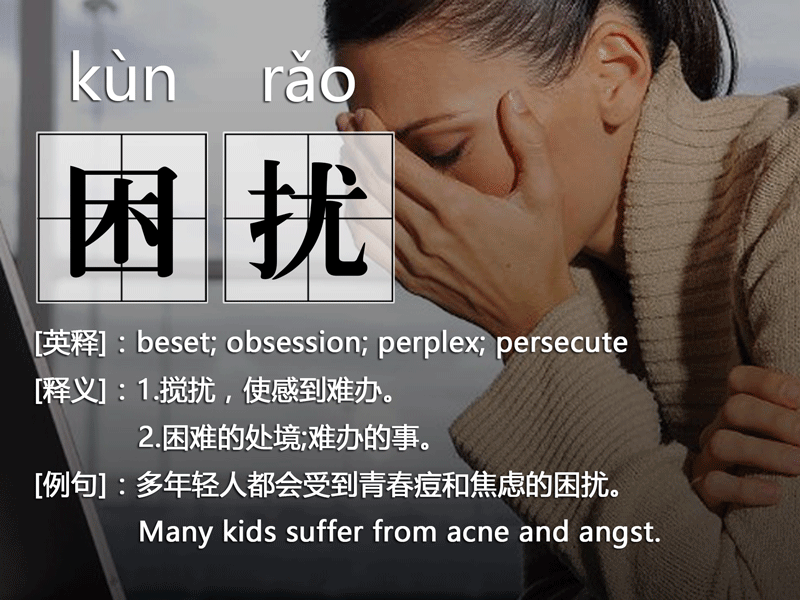 kùn rǎo
困扰
[英释]：beset; obsession; perplex; persecute
[释义]：1.搅扰，使感到难办。
2.困难的处境;难办的事。
[例句]：多年轻人都会受到青春痘和焦虑的困扰。
Many kids suffer from acne and angst.